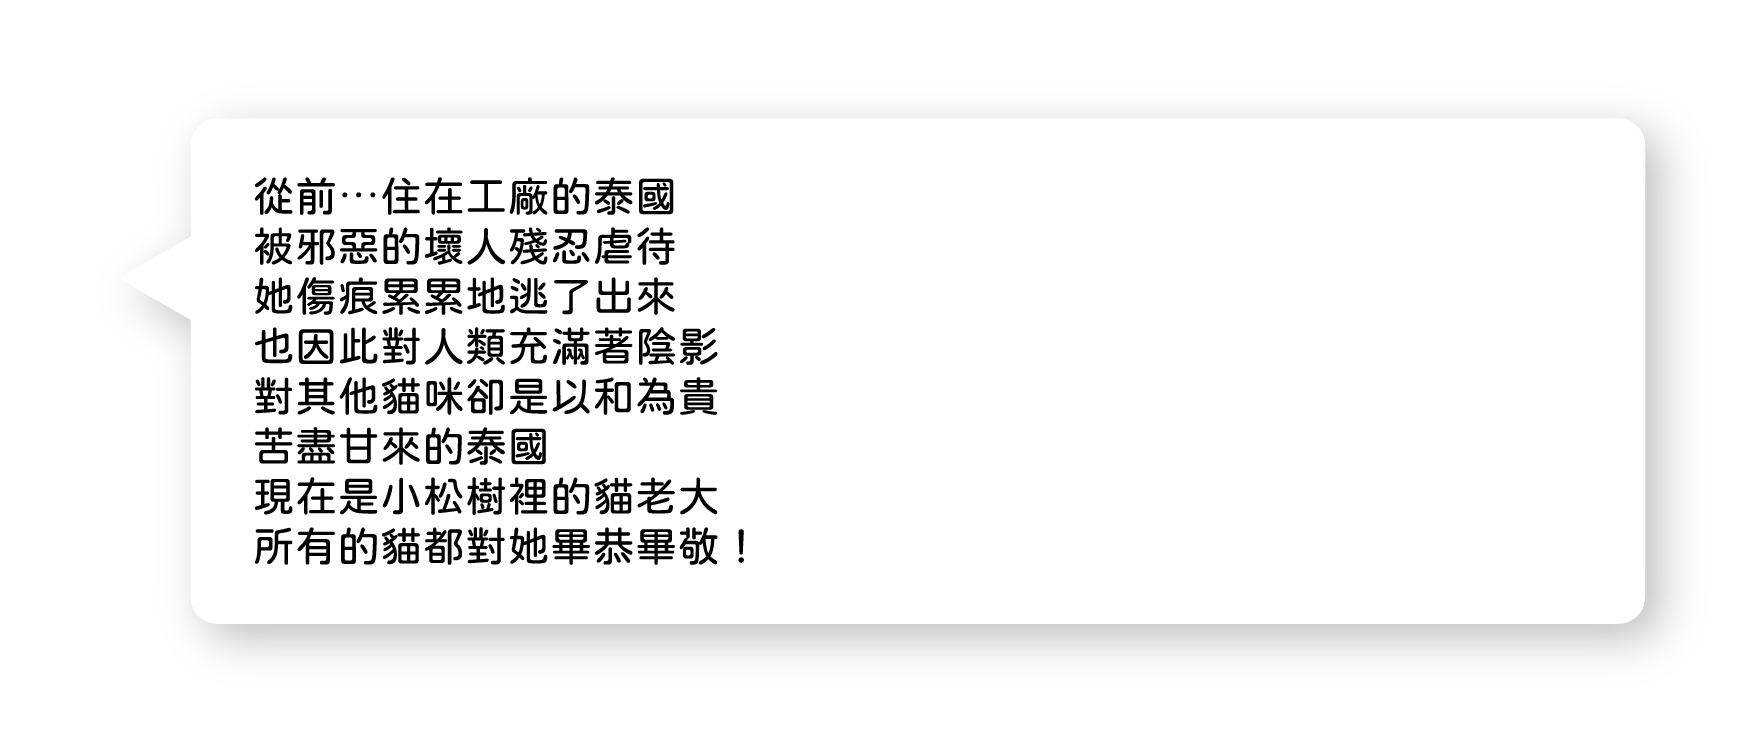 從前⋯住在工廠的泰國
被邪惡的壞人殘忍虐待
她傷痕累累地逃了出來
也因此對人類充滿著陰影
對其他貓咪卻是以和為貴
苦盡甘來的泰國
現在是小松樹裡的貓老大
所有的貓都對她畢恭畢敬！